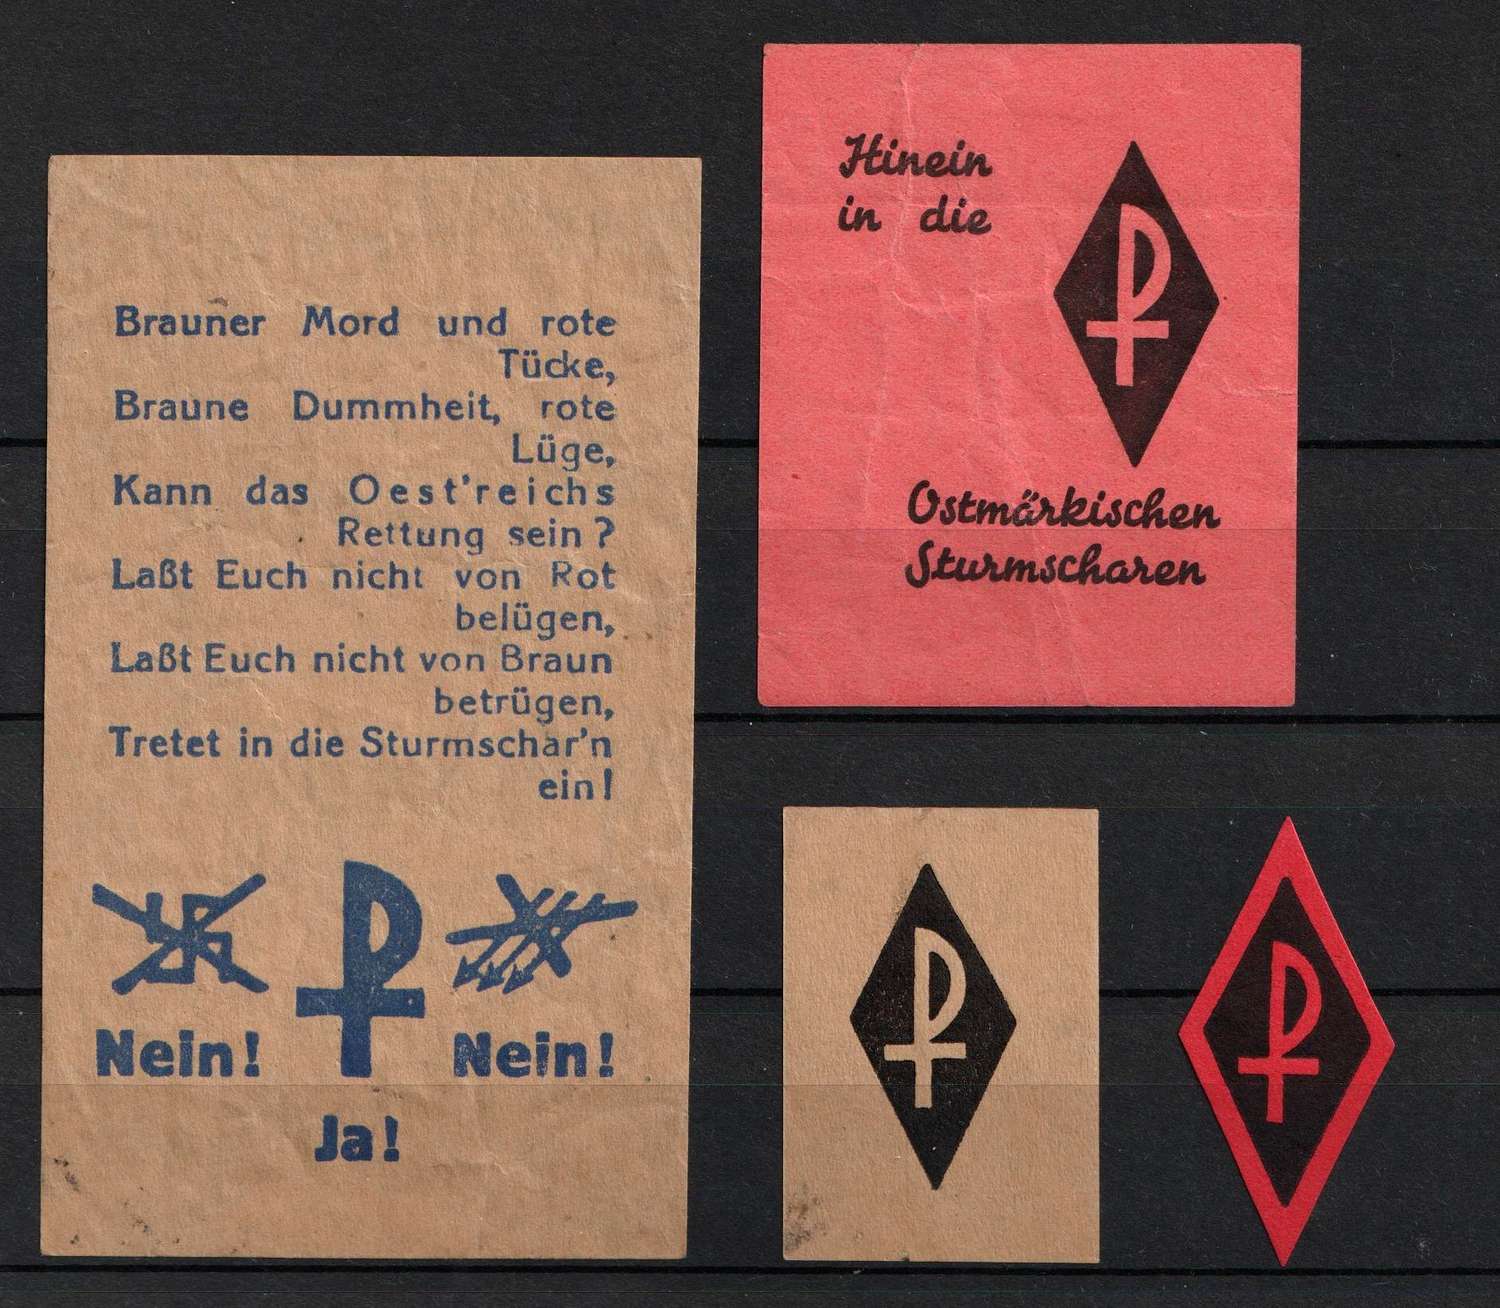 Brauner Mord und rote
Tücke,
Braune Dummheit, rote
Lüge,
Kann das Oest'reichs
Rettung sein?
Laßt Euch nicht von Rot
belügen,
Laßt Euch nicht von Braun
betrügen,
Tretet in die Sturmschar'n
ein!
Nein!
Nein!
Ja!
Hinein
in die
Ostmärkischen
Sturmscharen